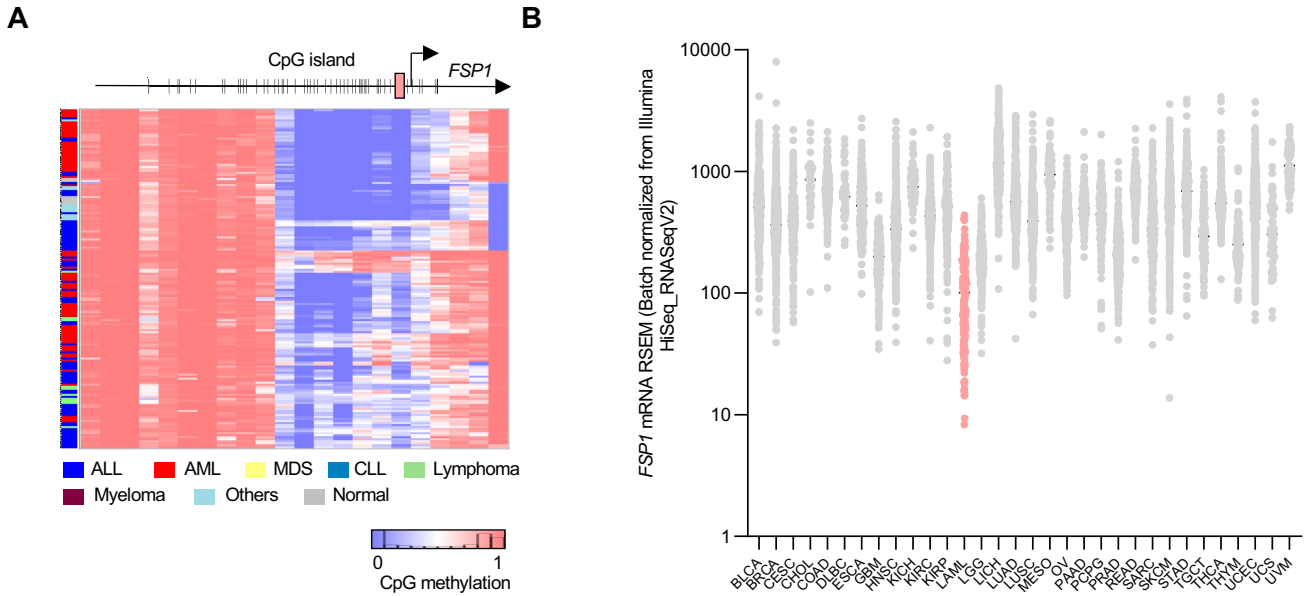 A
CpG island
FSP1
ALL
AML
MDS
CLL
Lymphoma
Myeloma
Others
Normal
0
1
CpG methylation
B
FSP1 mRNA RSEM (Batch normalized from Illumina
HiSeq_RNASeqV2)
10000
1000
100
10
1
BLCA
BRCA
CESC
CHOL
COAD
DLBC
ESCA
GBM
HNSC
KICH
KIRC
KIRP
LAML
LGG
LICH
LUAD
LUSC
MESO
OV
PAAD
PCPG
PRAD
READ
SARC
SKCM
STAD
TGCT
THCA
THYM
UCEC
UCS
UVM